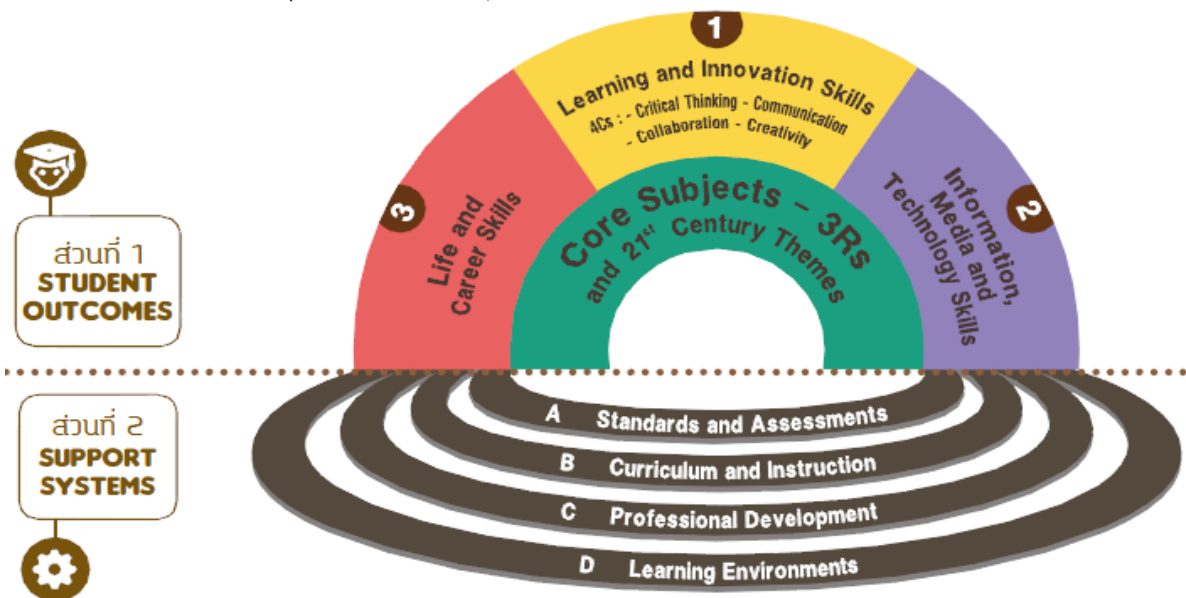 1
Learning and Innovation Skills
4Cs : - Critical Thinking - Communication
- Collaboration - Creativity
3
Life and
Career Skills
Core Subjects – 3Rs
and 21st Century Themes
2
Information,
Media and
Technology Skills
ส่วนที่ 1
STUDENT
OUTCOMES
ส่วนที่ 2
SUPPORT
SYSTEMS
A Standards and Assessments
B Curriculum and Instruction
C Professional Development
D Learning Environments